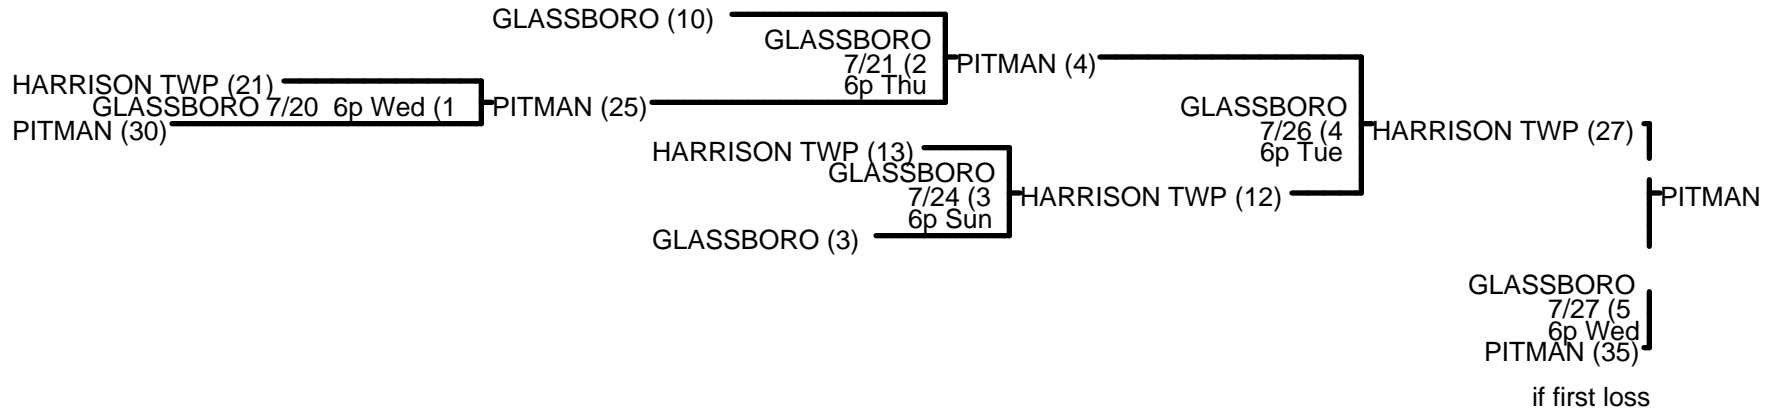 GLASSBORO (10)
GLASSBORO
7/21 (2
6p Thu
PITMAN (4)
HARRISON TWP (21)
GLASSBORO 7/20  6p Wed (1
PITMAN (30)
PITMAN (25)
GLASSBORO
7/26 (4
6p Tue
HARRISON TWP (27)
HARRISON TWP (13)
GLASSBORO
7/24 (3
6p Sun
HARRISON TWP (12)
GLASSBORO (3)
PITMAN
GLASSBORO
7/27 (5
6p Wed
PITMAN (35)
if first loss